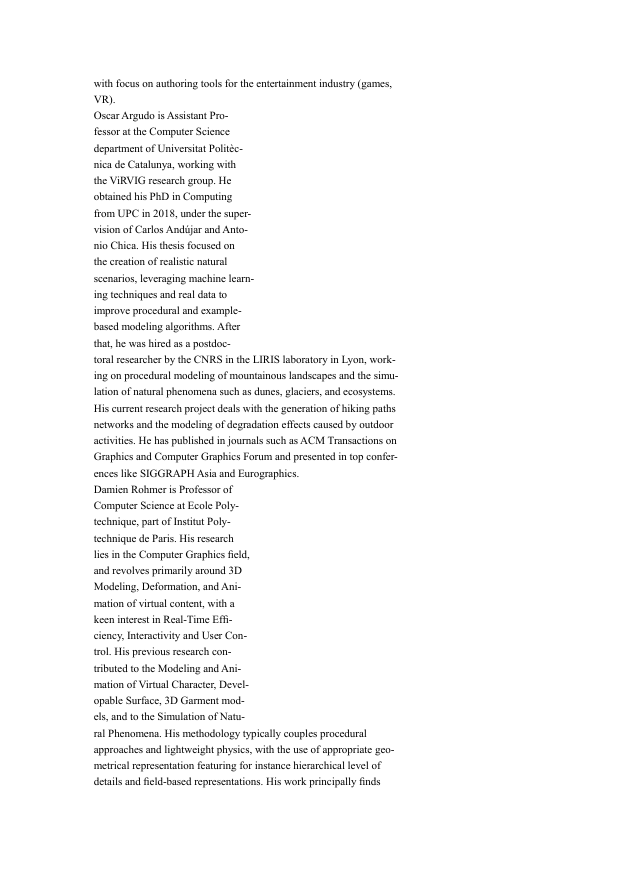 with focus on authoring tools for the entertainment industry (games,
VR).
Oscar Argudo is Assistant Pro-
fessor at the Computer Science
department of Universitat Politèc-
nica de Catalunya, working with
the ViRVIG research group. He
obtained his PhD in Computing
from UPC in 2018, under the super-
vision of Carlos Andújar and Anto-
nio Chica. His thesis focused on
the creation of realistic natural
scenarios, leveraging machine learn-
ing techniques and real data to
improve procedural and example-
based modeling algorithms. After
that, he was hired as a postdoc-
toral researcher by the CNRS in the LIRIS laboratory in Lyon, work-
ing on procedural modeling of mountainous landscapes and the simu-
lation of natural phenomena such as dunes, glaciers, and ecosystems.
His current research project deals with the generation of hiking paths
networks and the modeling of degradation effects caused by outdoor
activities. He has published in journals such as ACM Transactions on
Graphics and Computer Graphics Forum and presented in top confer-
ences like SIGGRAPH Asia and Eurographics.
Damien Rohmer is Professor of
Computer Science at Ecole Poly-
technique, part of Institut Poly-
technique de Paris. His research
lies in the Computer Graphics field,
and revolves primarily around 3D
Modeling, Deformation, and Ani-
mation of virtual content, with a
keen interest in Real-Time Effi-
ciency, Interactivity and User Con-
trol. His previous research con-
tributed to the Modeling and Ani-
mation of Virtual Character, Devel-
opable Surface, 3D Garment mod-
els, and to the Simulation of Natu-
ral Phenomena. His methodology typically couples procedural
approaches and lightweight physics, with the use of appropriate geo-
metrical representation featuring for instance hierarchical level of
details and field-based representations. His work principally finds